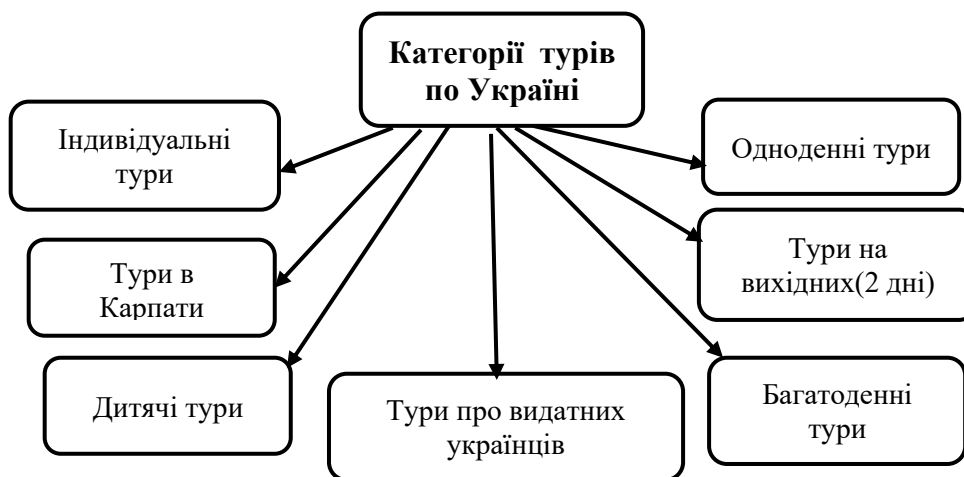 Категорії турів
по Україні
Індивідуальні
тури
Одноденні тури
Тури в
Карпати
Тури на
вихідних(2 дні)
Дитячі тури
Тури про видатних
українців
Багатоденні
тури